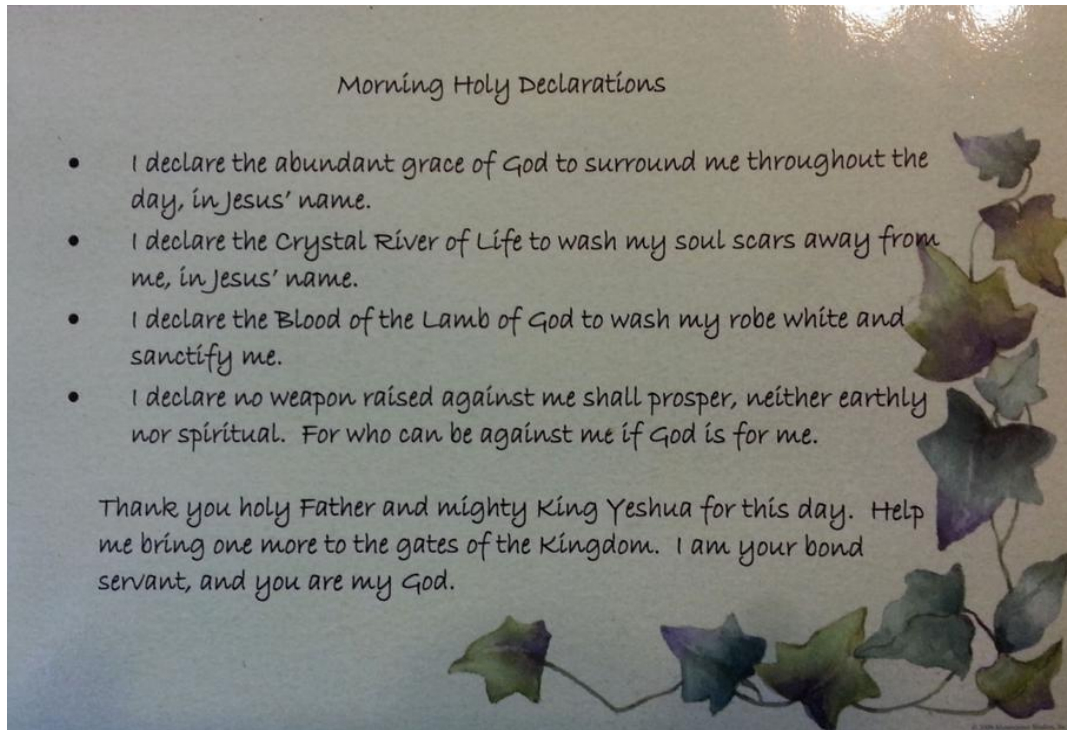 Morning Holy Declarations
• I declare the abundant grace of God to surround me throughout the
day, in Jesus' name.
• I declare the Crystal River of Life to wash my soul scars away from
me, in Jesus' name.
• I declare the Blood of the Lamb of God to wash my robe white and
sanctify me.
• I declare no weapon raised against me shall prosper, neither earthly
nor spiritual. For who can be against me if God is for me.
Thank you holy Father and mighty King Yeshua for this day. Help
me bring one more to the gates of the Kingdom. I am your bond
servant, and you are my God.